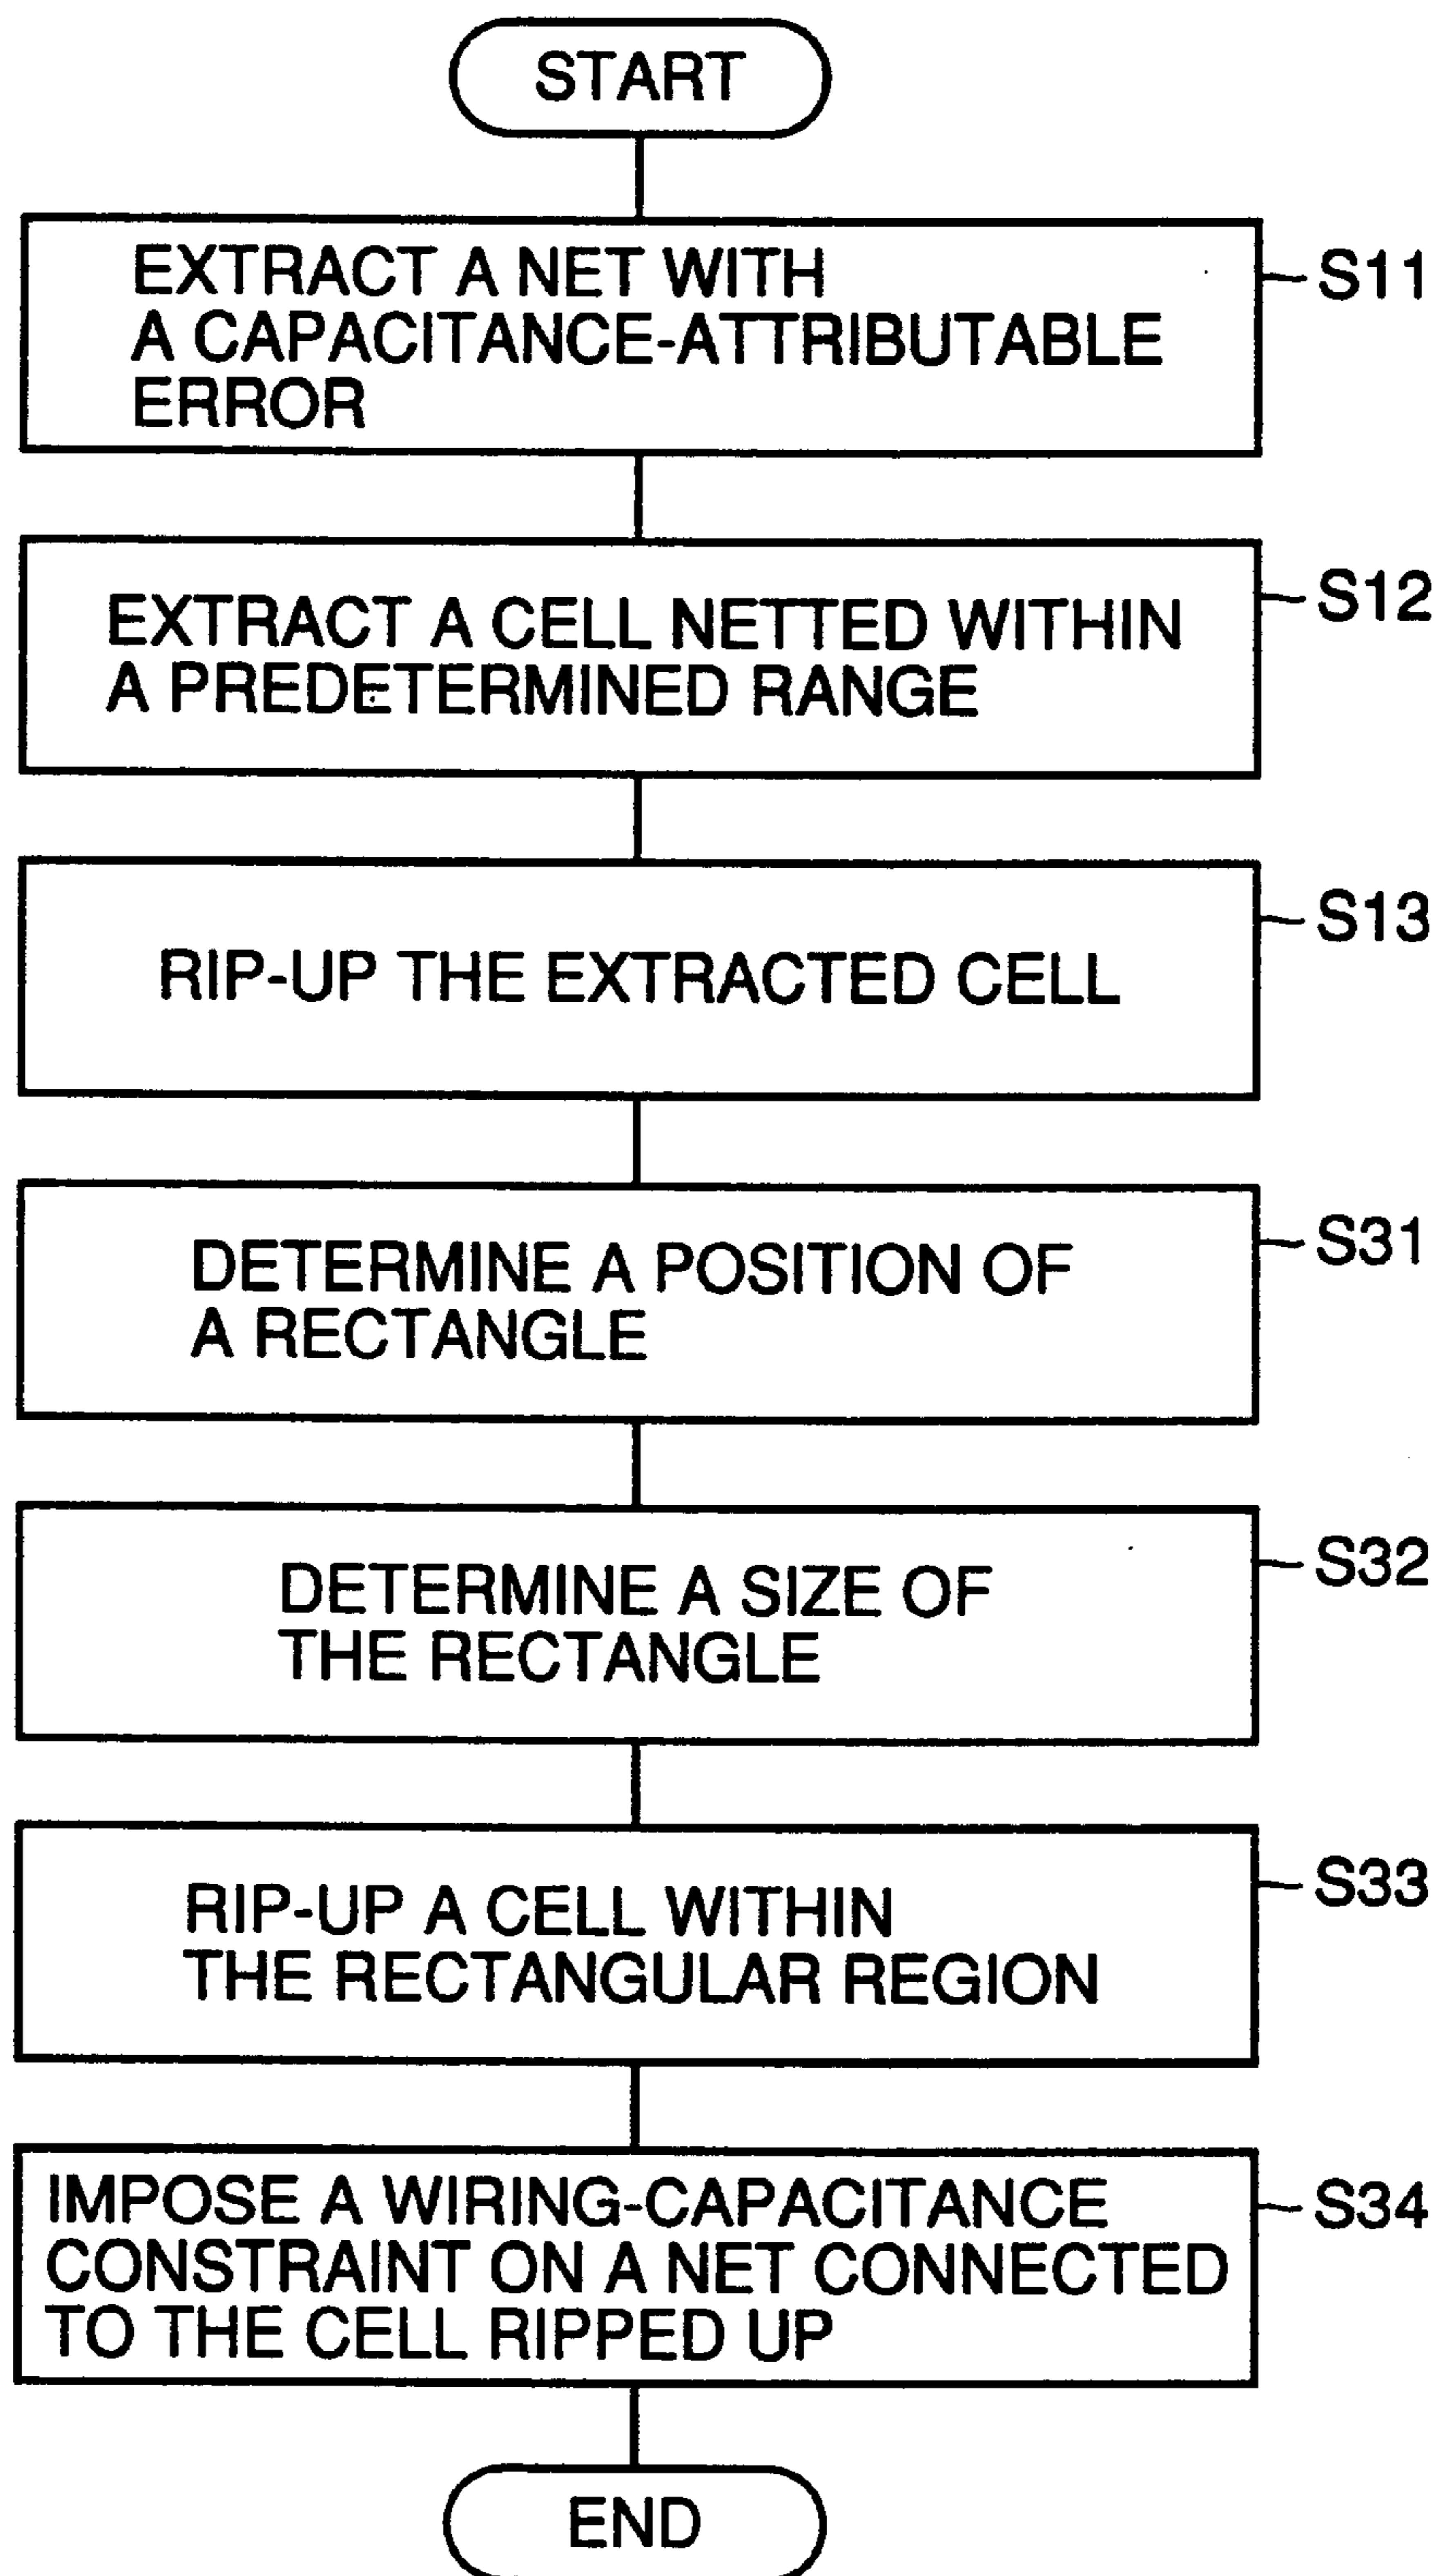 START
EXTRACT A NET WITH
A CAPACITANCE-ATTRIBUTABLE
ERROR
S11
EXTRACT A CELL NETTED WITHIN
A PREDETERMINED RANGE
S12
RIP-UP THE EXTRACTED CELL
S13
DETERMINE A POSITION OF
A RECTANGLE
S31
DETERMINE A SIZE OF
THE RECTANGLE
S32
RIP-UP A CELL WITHIN
THE RECTANGULAR REGION
S33
IMPOSE A WIRING-CAPACITANCE
CONSTRAINT ON A NET CONNECTED
TO THE CELL RIPPED UP
S34
END